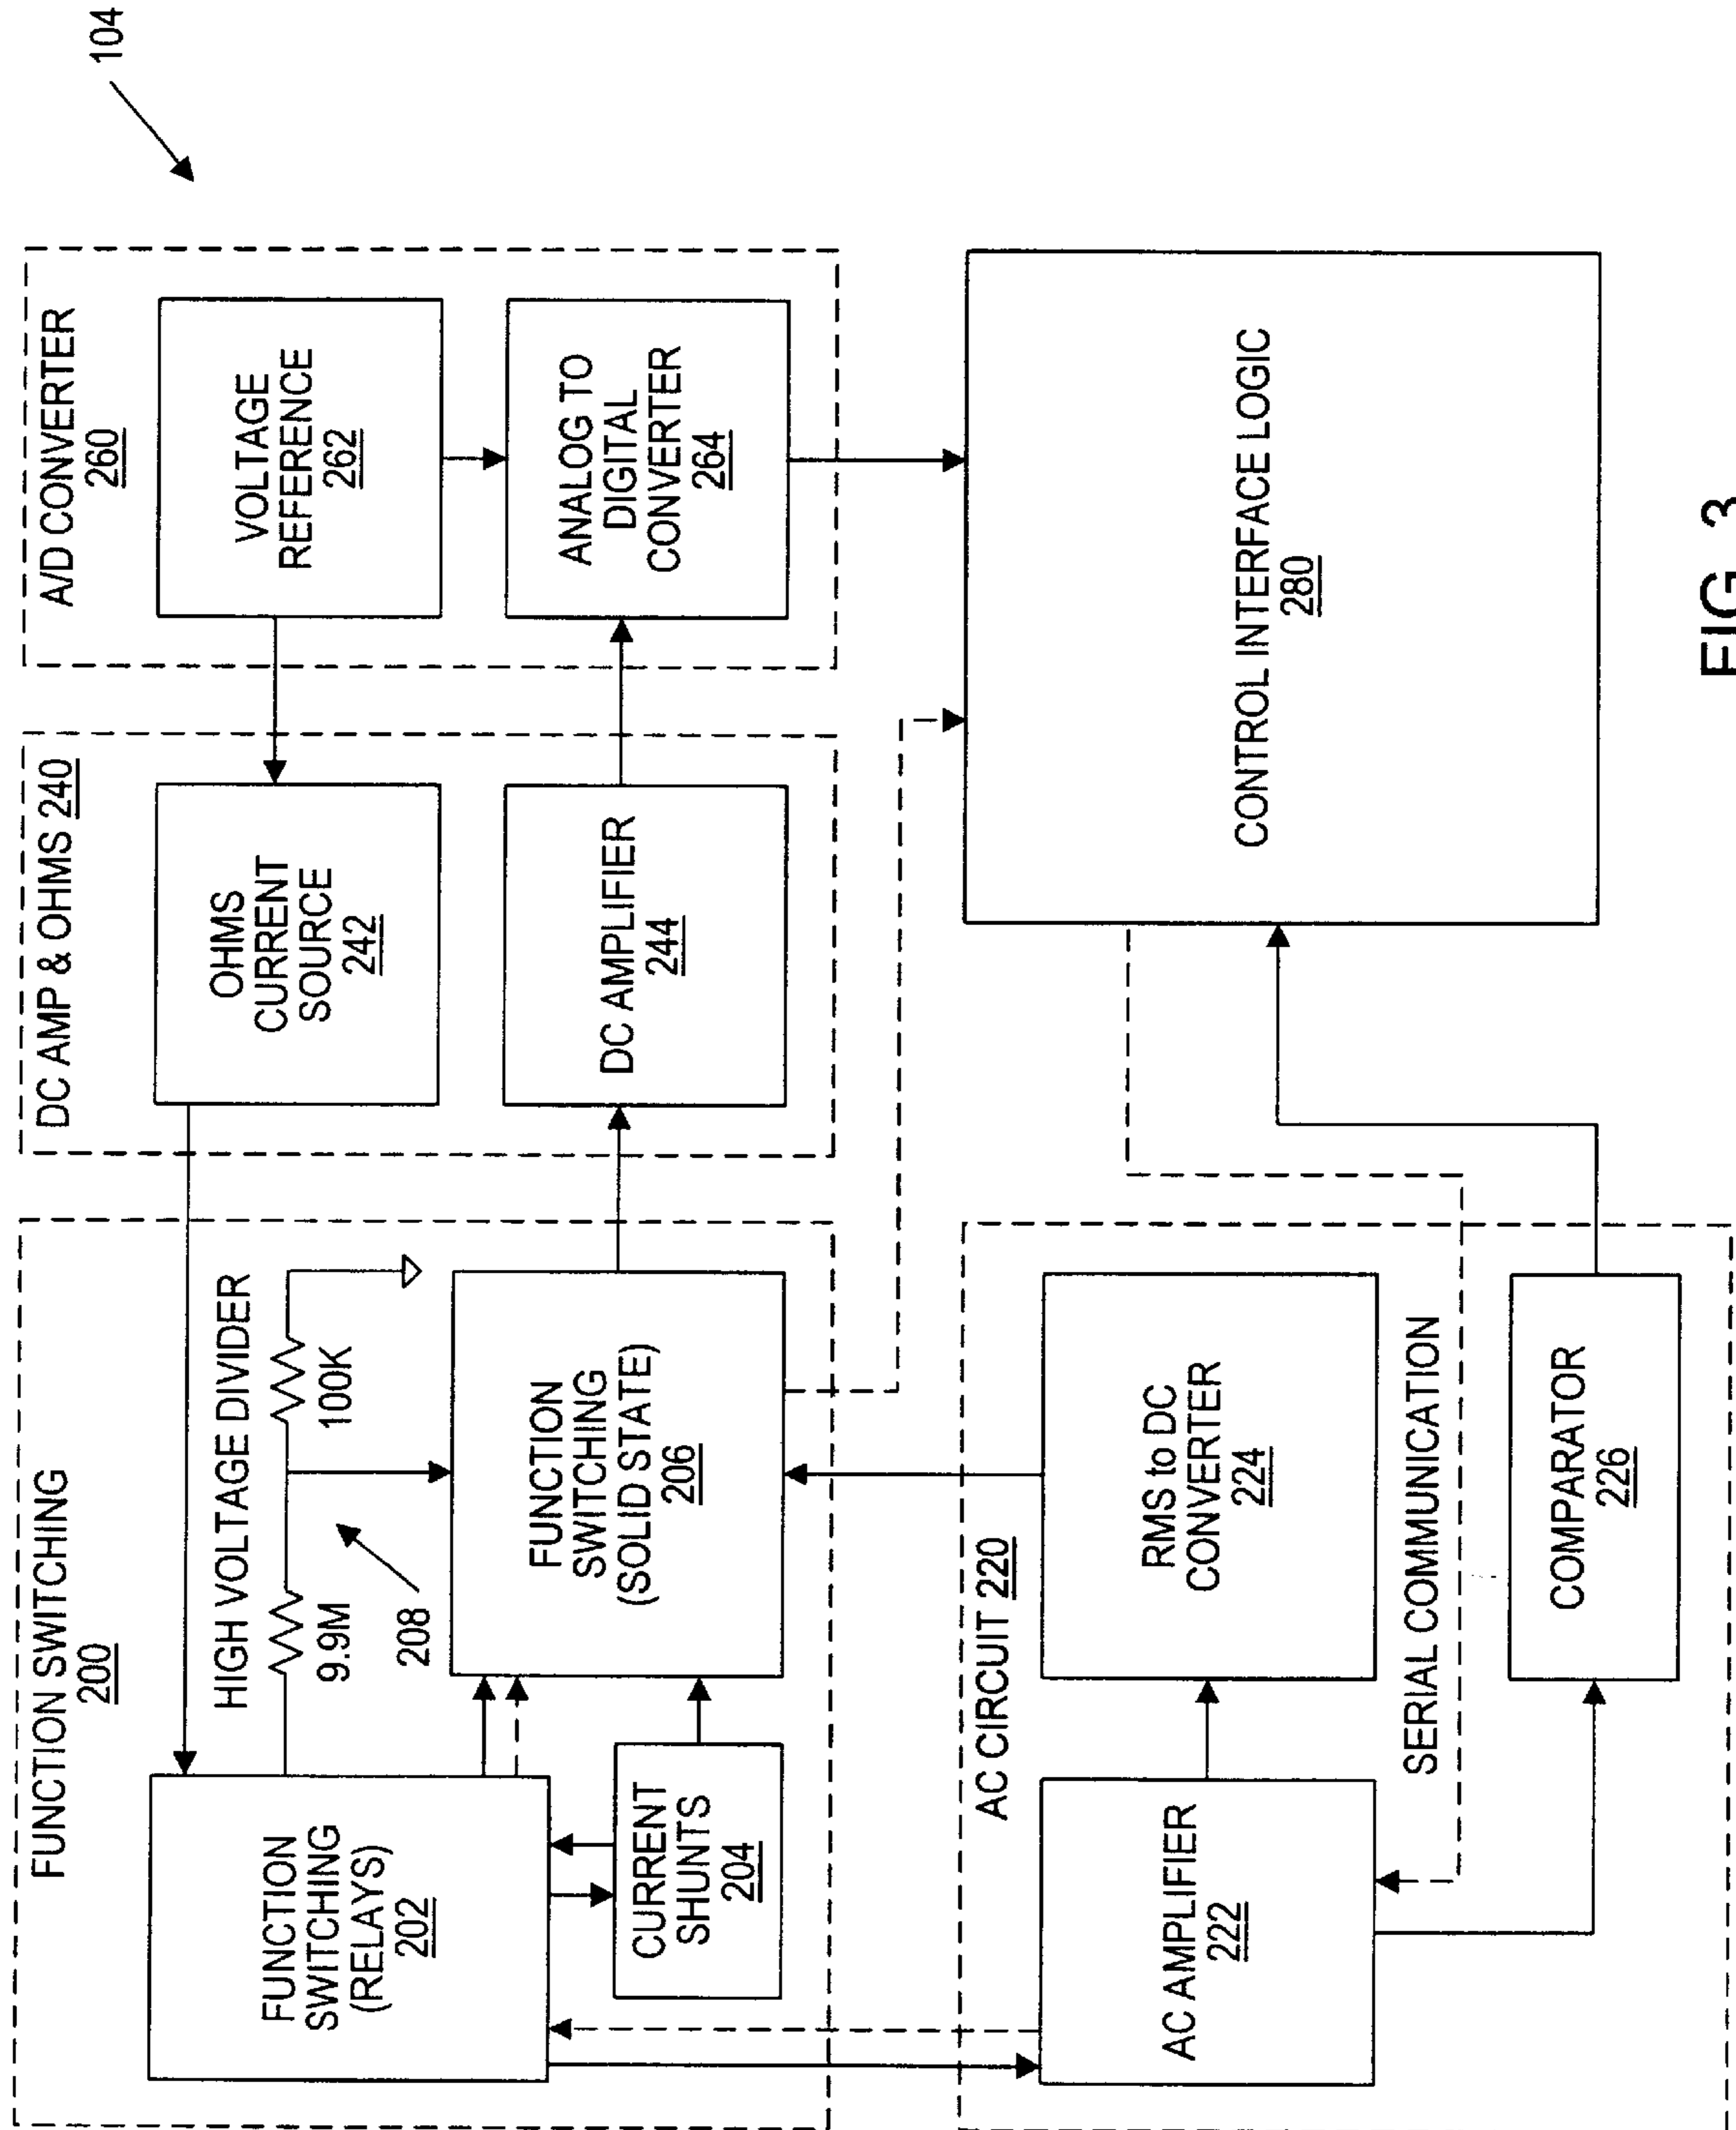 104
FUNCTION SWITCHING
200
FUNCTION
SWITCHING
(RELAYS)
202
HIGH VOLTAGE DIVIDER
9.9M
100K
208
CURRENT
SHUNTS
204
FUNCTION
SWITCHING
(SOLID STATE)
206
DC AMP & OHMS 240
OHMS
CURRENT
SOURCE
242
DC AMPLIFIER
244
A/D CONVERTER
260
VOLTAGE
REFERENCE
262
ANALOG TO
DIGITAL
CONVERTER
264
AC CIRCUIT 220
AC AMPLIFIER
222
RMS to DC
CONVERTER
224
SERIAL COMMUNICATION
COMPARATOR
226
CONTROL INTERFACE LOGIC
280
FIG. 3